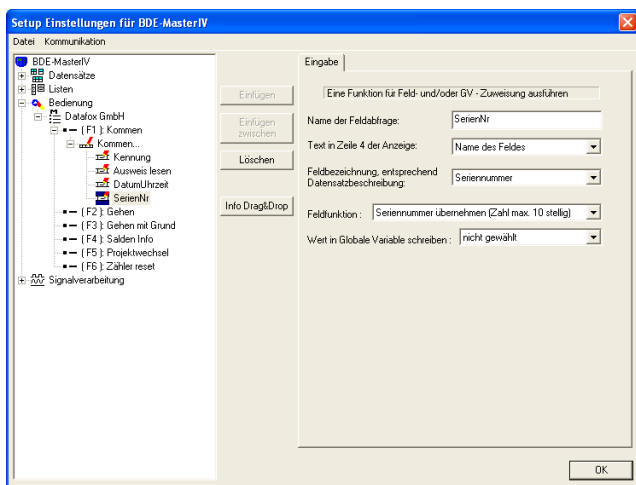 Setup Einstellungen für BDE-MasterIV
Datei Kommunikation
BDE-MasterIV
Datensätze
Listen
Bedienung
Datafox GmbH
( F1 ): Kommen
Kommen...
Kennung
Ausweis lesen
DatumUhrzeit
SerienNr
( F2 ): Gehen
( F3 ): Gehen mit Grund
( F4 ): Salden Info
( F5 ): Projektwechsel
( F6 ): Zähler reset
Signalverarbeitung
Einfügen
Einfügen
zwischen
Löschen
Info Drag&Drop
Eingabe
Eine Funktion für Feld- und/oder GV - Zuweisung ausführen
Name der Feldabfrage: SerienNr
Text in Zeile 4 der Anzeige: Name des Feldes
Feldbezeichnung, entsprechend
Datensatzbeschreibung: Seriennummer
Feldfunktion : Seriennummer übernehmen (Zahl max. 10 stellig)
Wert in Globale Variable schreiben : nicht gewählt
OK